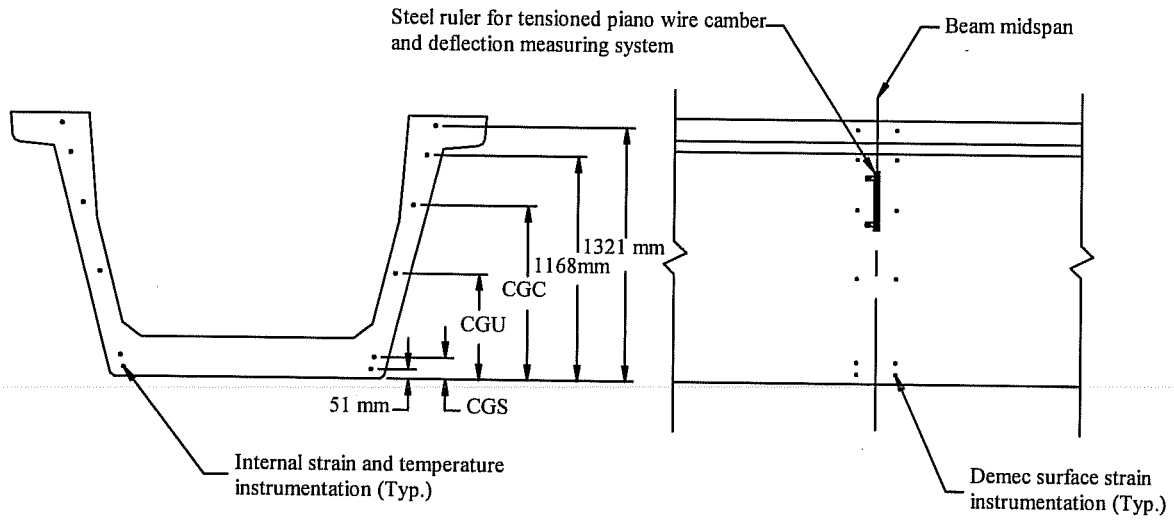 Steel ruler for tensioned piano wire camber
and deflection measuring system
Beam midspan
1321 mm
1168mm
CGC
CGU
51 mm
CGS
Internal strain and temperature
instrumentation (Typ.)
Demec surface strain
instrumentation (Typ.)